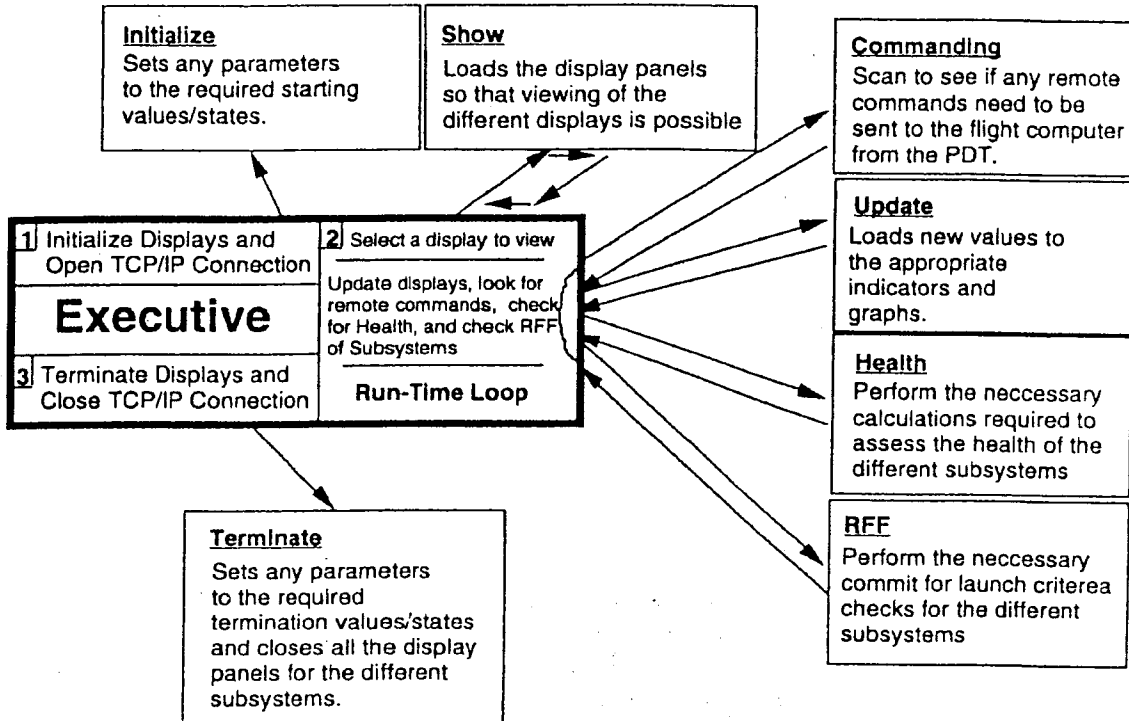 Initialize
Sets any parameters
to the required starting
values/states.
Show
Loads the display panels
so that viewing of the
different displays is possible
Commanding
Scan to see if any remote
commands need to be
sent to the flight computer
from the PDT.
Update
Loads new values to
the appropriate
indicators and
graphs.
Health
Perform the neccessary
calculations required to
assess the health of the
different subsystems
RFF
Perform the neccessary
commit for launch criterea
checks for the different
subsystems
1 Initialize Displays and
Open TCP/IP Connection
Executive
3 Terminate Displays and
Close TCP/IP Connection
2 Select a display to view
Update displays, look for
remote commands, check
for Health, and check RFF
of Subsystems
Run-Time Loop
Terminate
Sets any parameters
to the required
termination values/states
and closes all the display
panels for the different
subsystems.